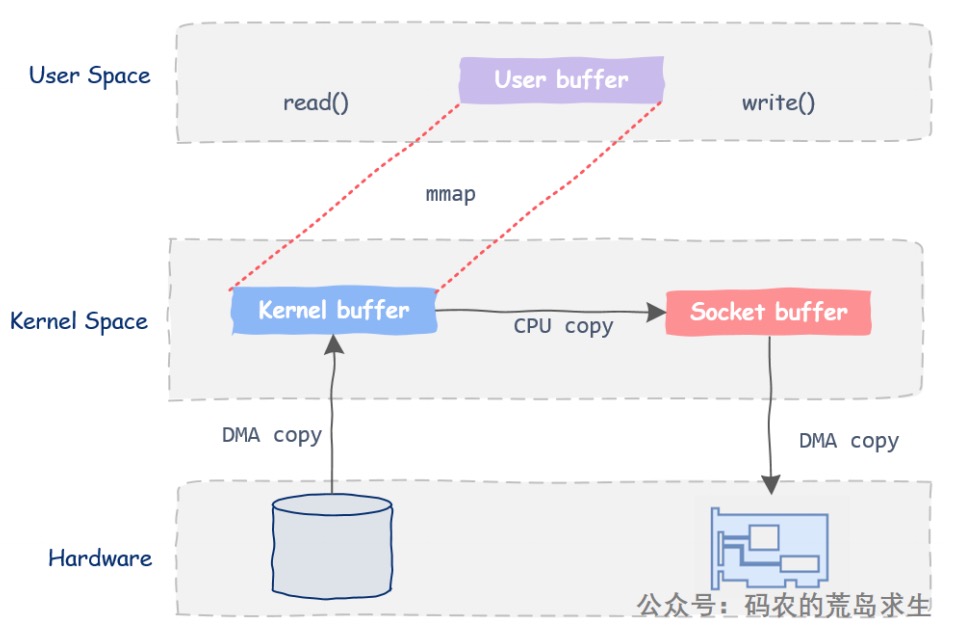 User Space
User buffer
read()
write()
mmap
Kernel Space
Kernel buffer
CPU copy
Socket buffer
DMA copy
DMA copy
Hardware
公众号：码农的荒岛求生